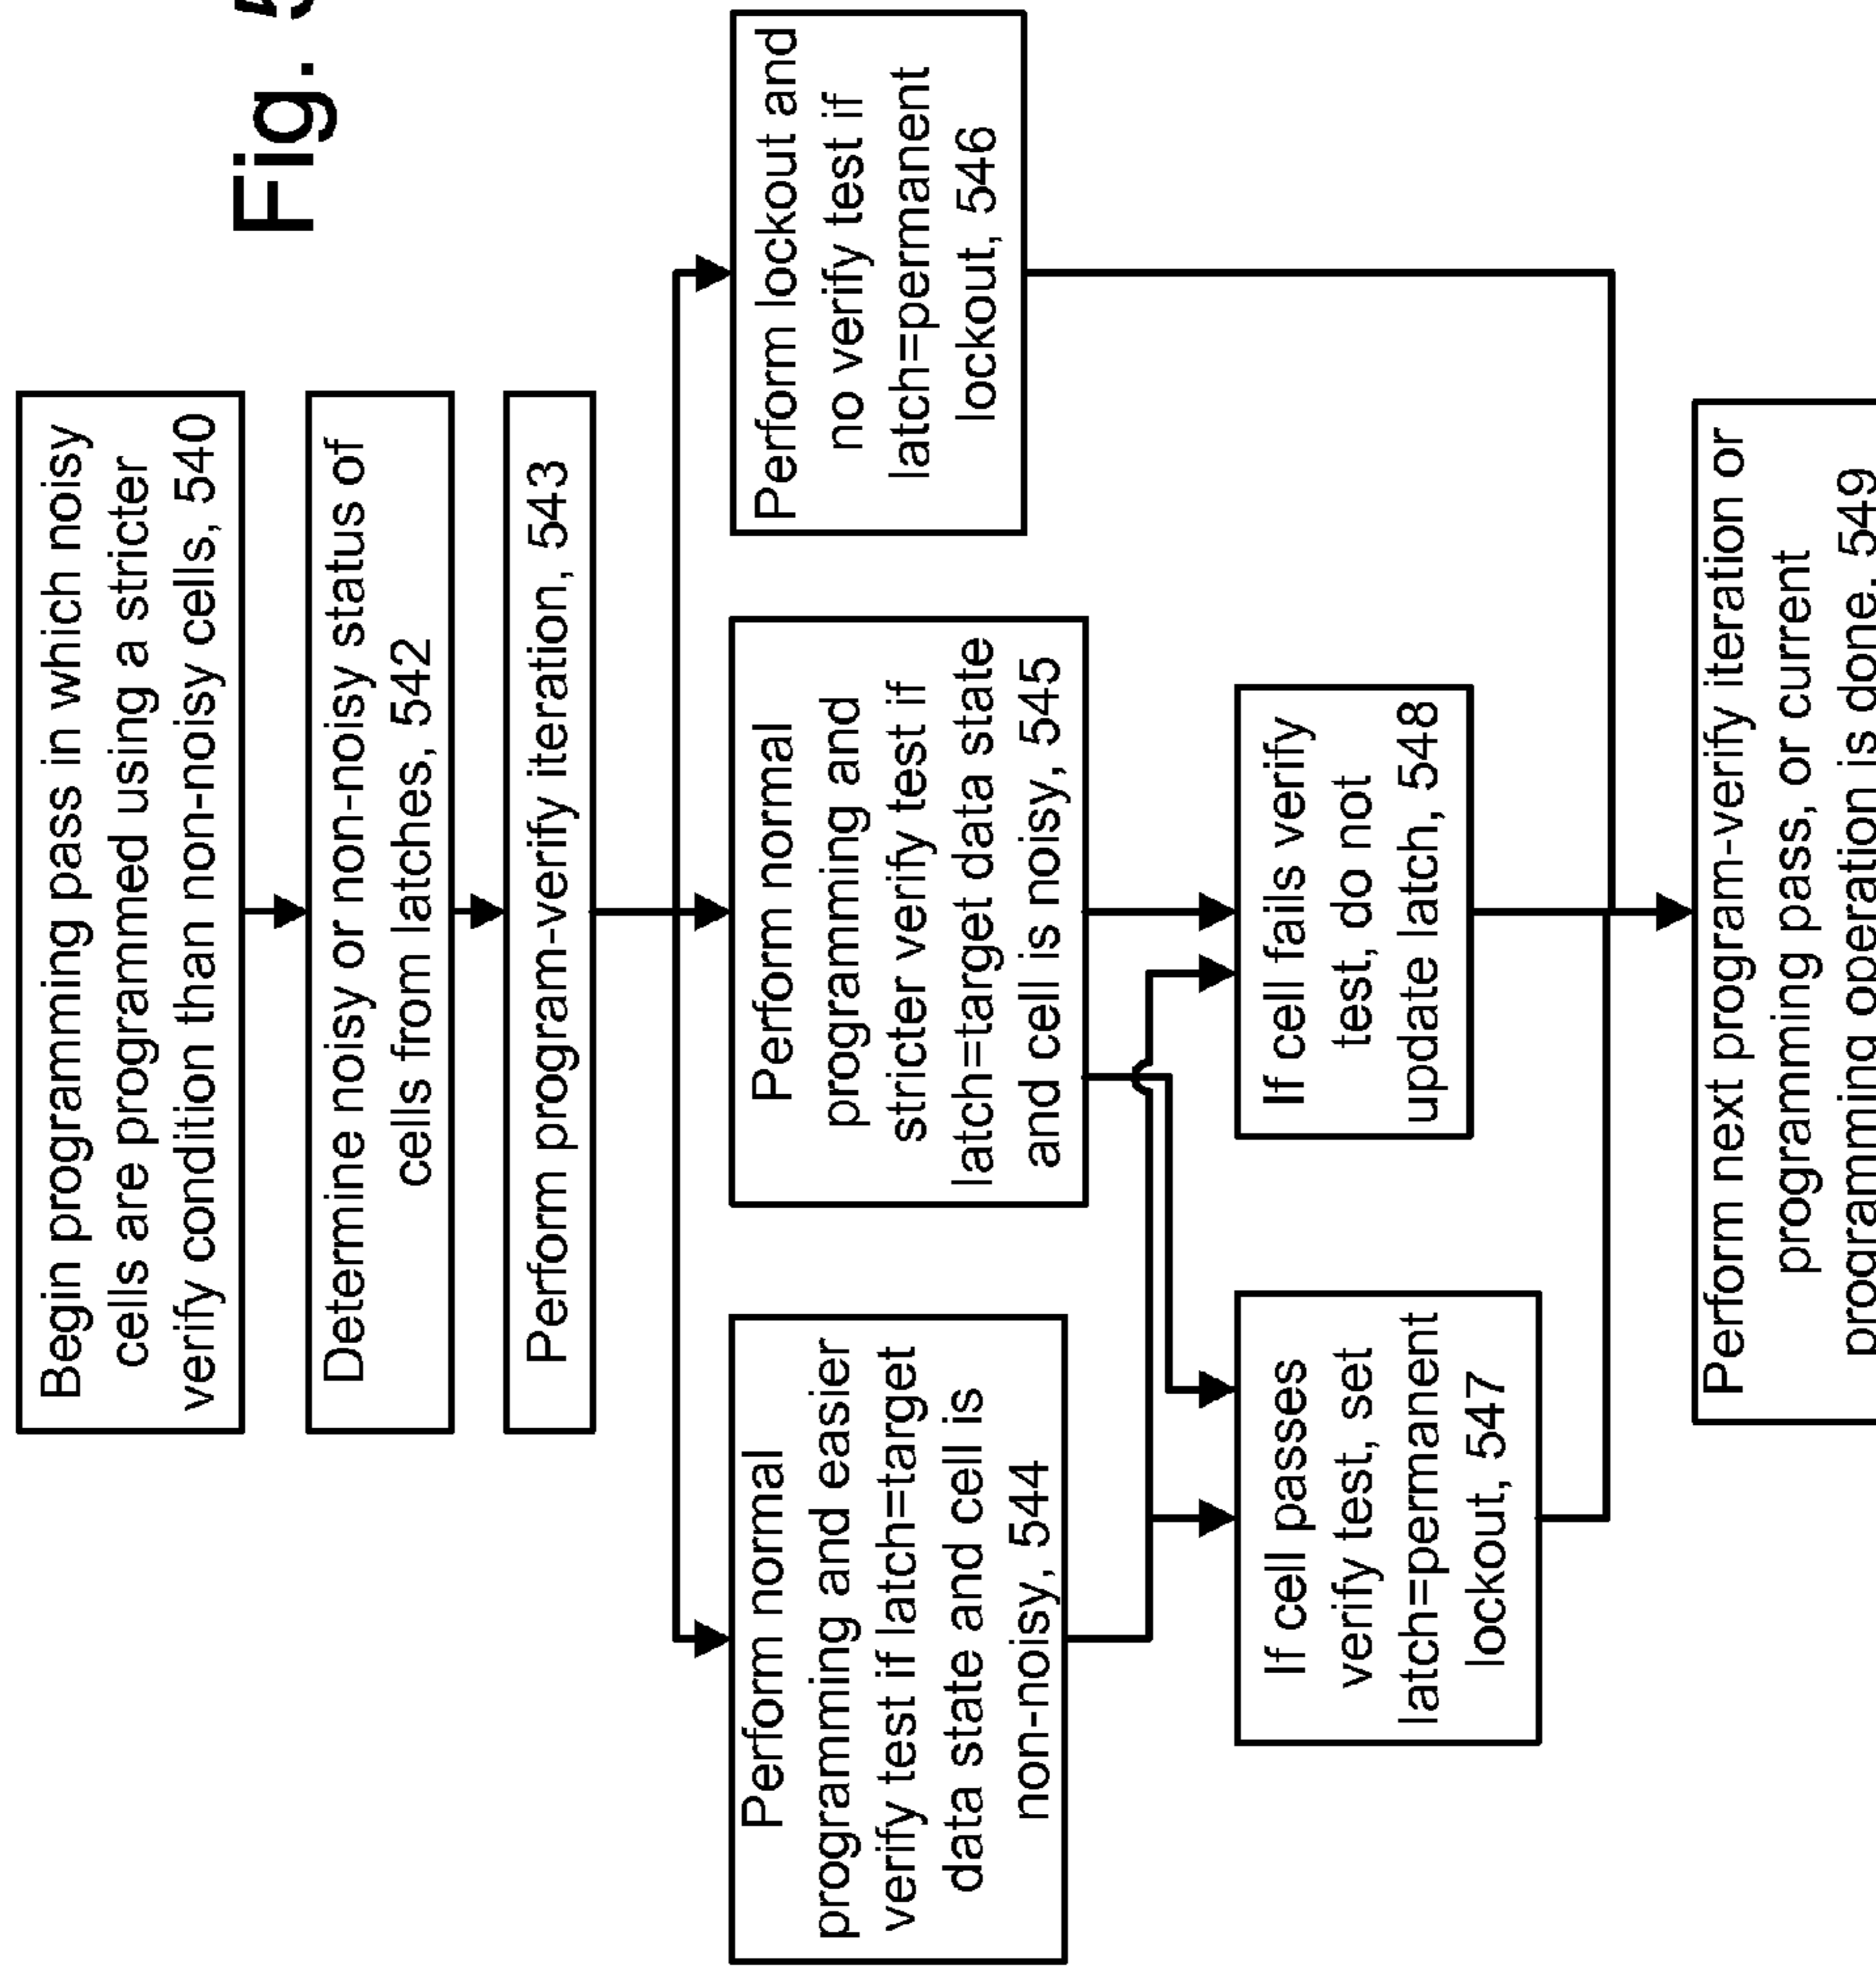 Fig.
Begin programming pass in which noisy
cells are programmed using a stricter
verify condition than non-noisy cells, 540
Determine noisy or non-noisy status of
cells from latches, 542
Perform program-verify iteration, 543
Perform normal
programming and easier
verify test if latch=target
data state and cell is
non-noisy, 544
Perform normal
programming and
stricter verify test if
latch=target data state
and cell is noisy, 545
Perform lockout and
no verify test if
latch=permanent
lockout, 546
If cell passes
verify test, set
latch=permanent
lockout, 547
If cell fails verify
test, do not
update latch, 548
Perform next program-verify iteration or
programming pass, or current
programming operation is done, 549